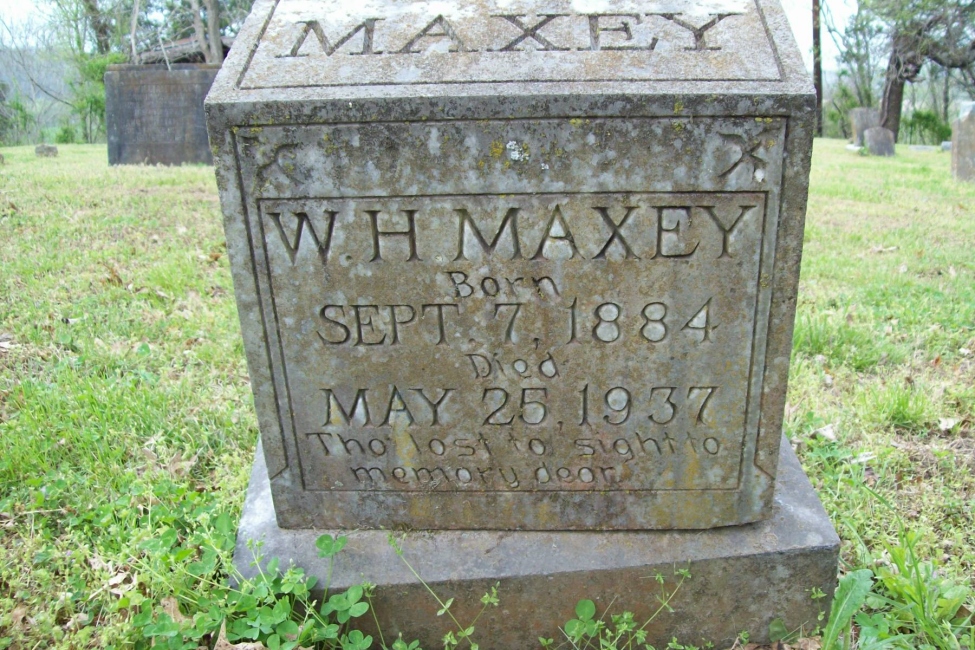 MAXEY
W. H. MAXEY
Born
SEPT. 7, 1884
Died
MAY 25, 1937
Tho' lost to sight to
memory dear.